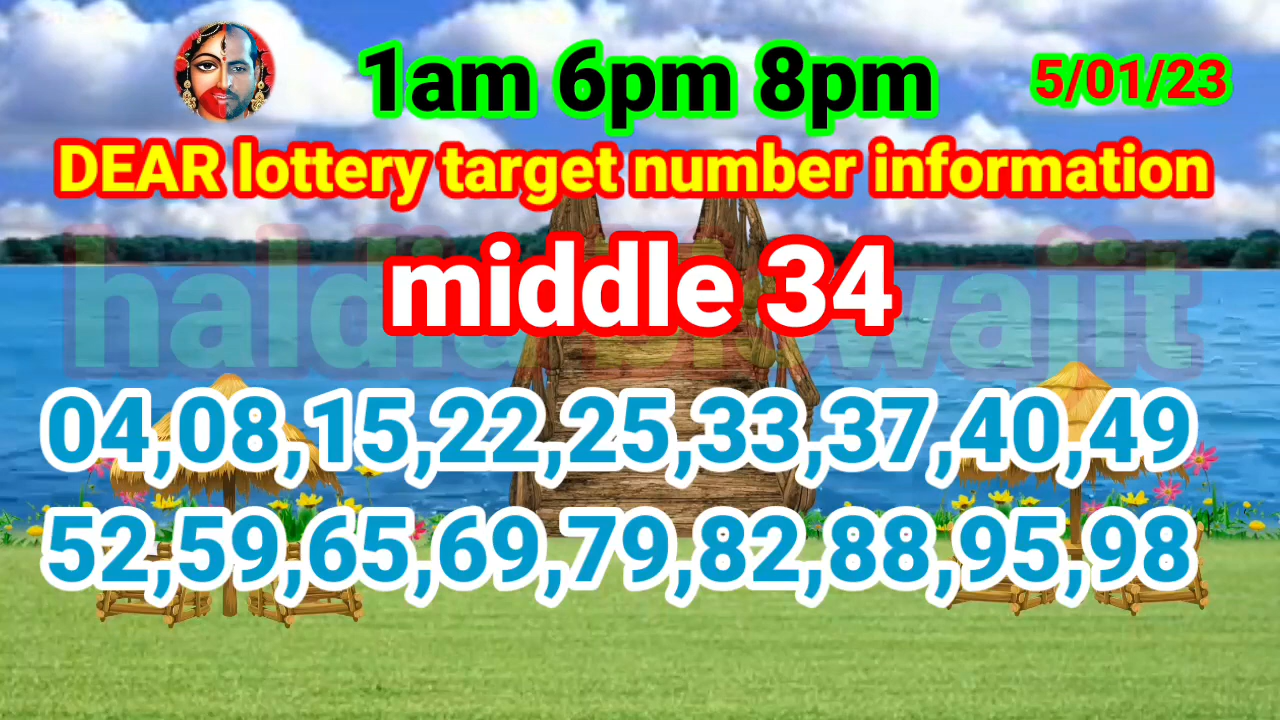 1am 6pm 8pm 5/01/23
DEAR lottery target number information
middle 34
04,08,15,22,25,33,37,40,49
52,59,65,69,79,82,88,95,98